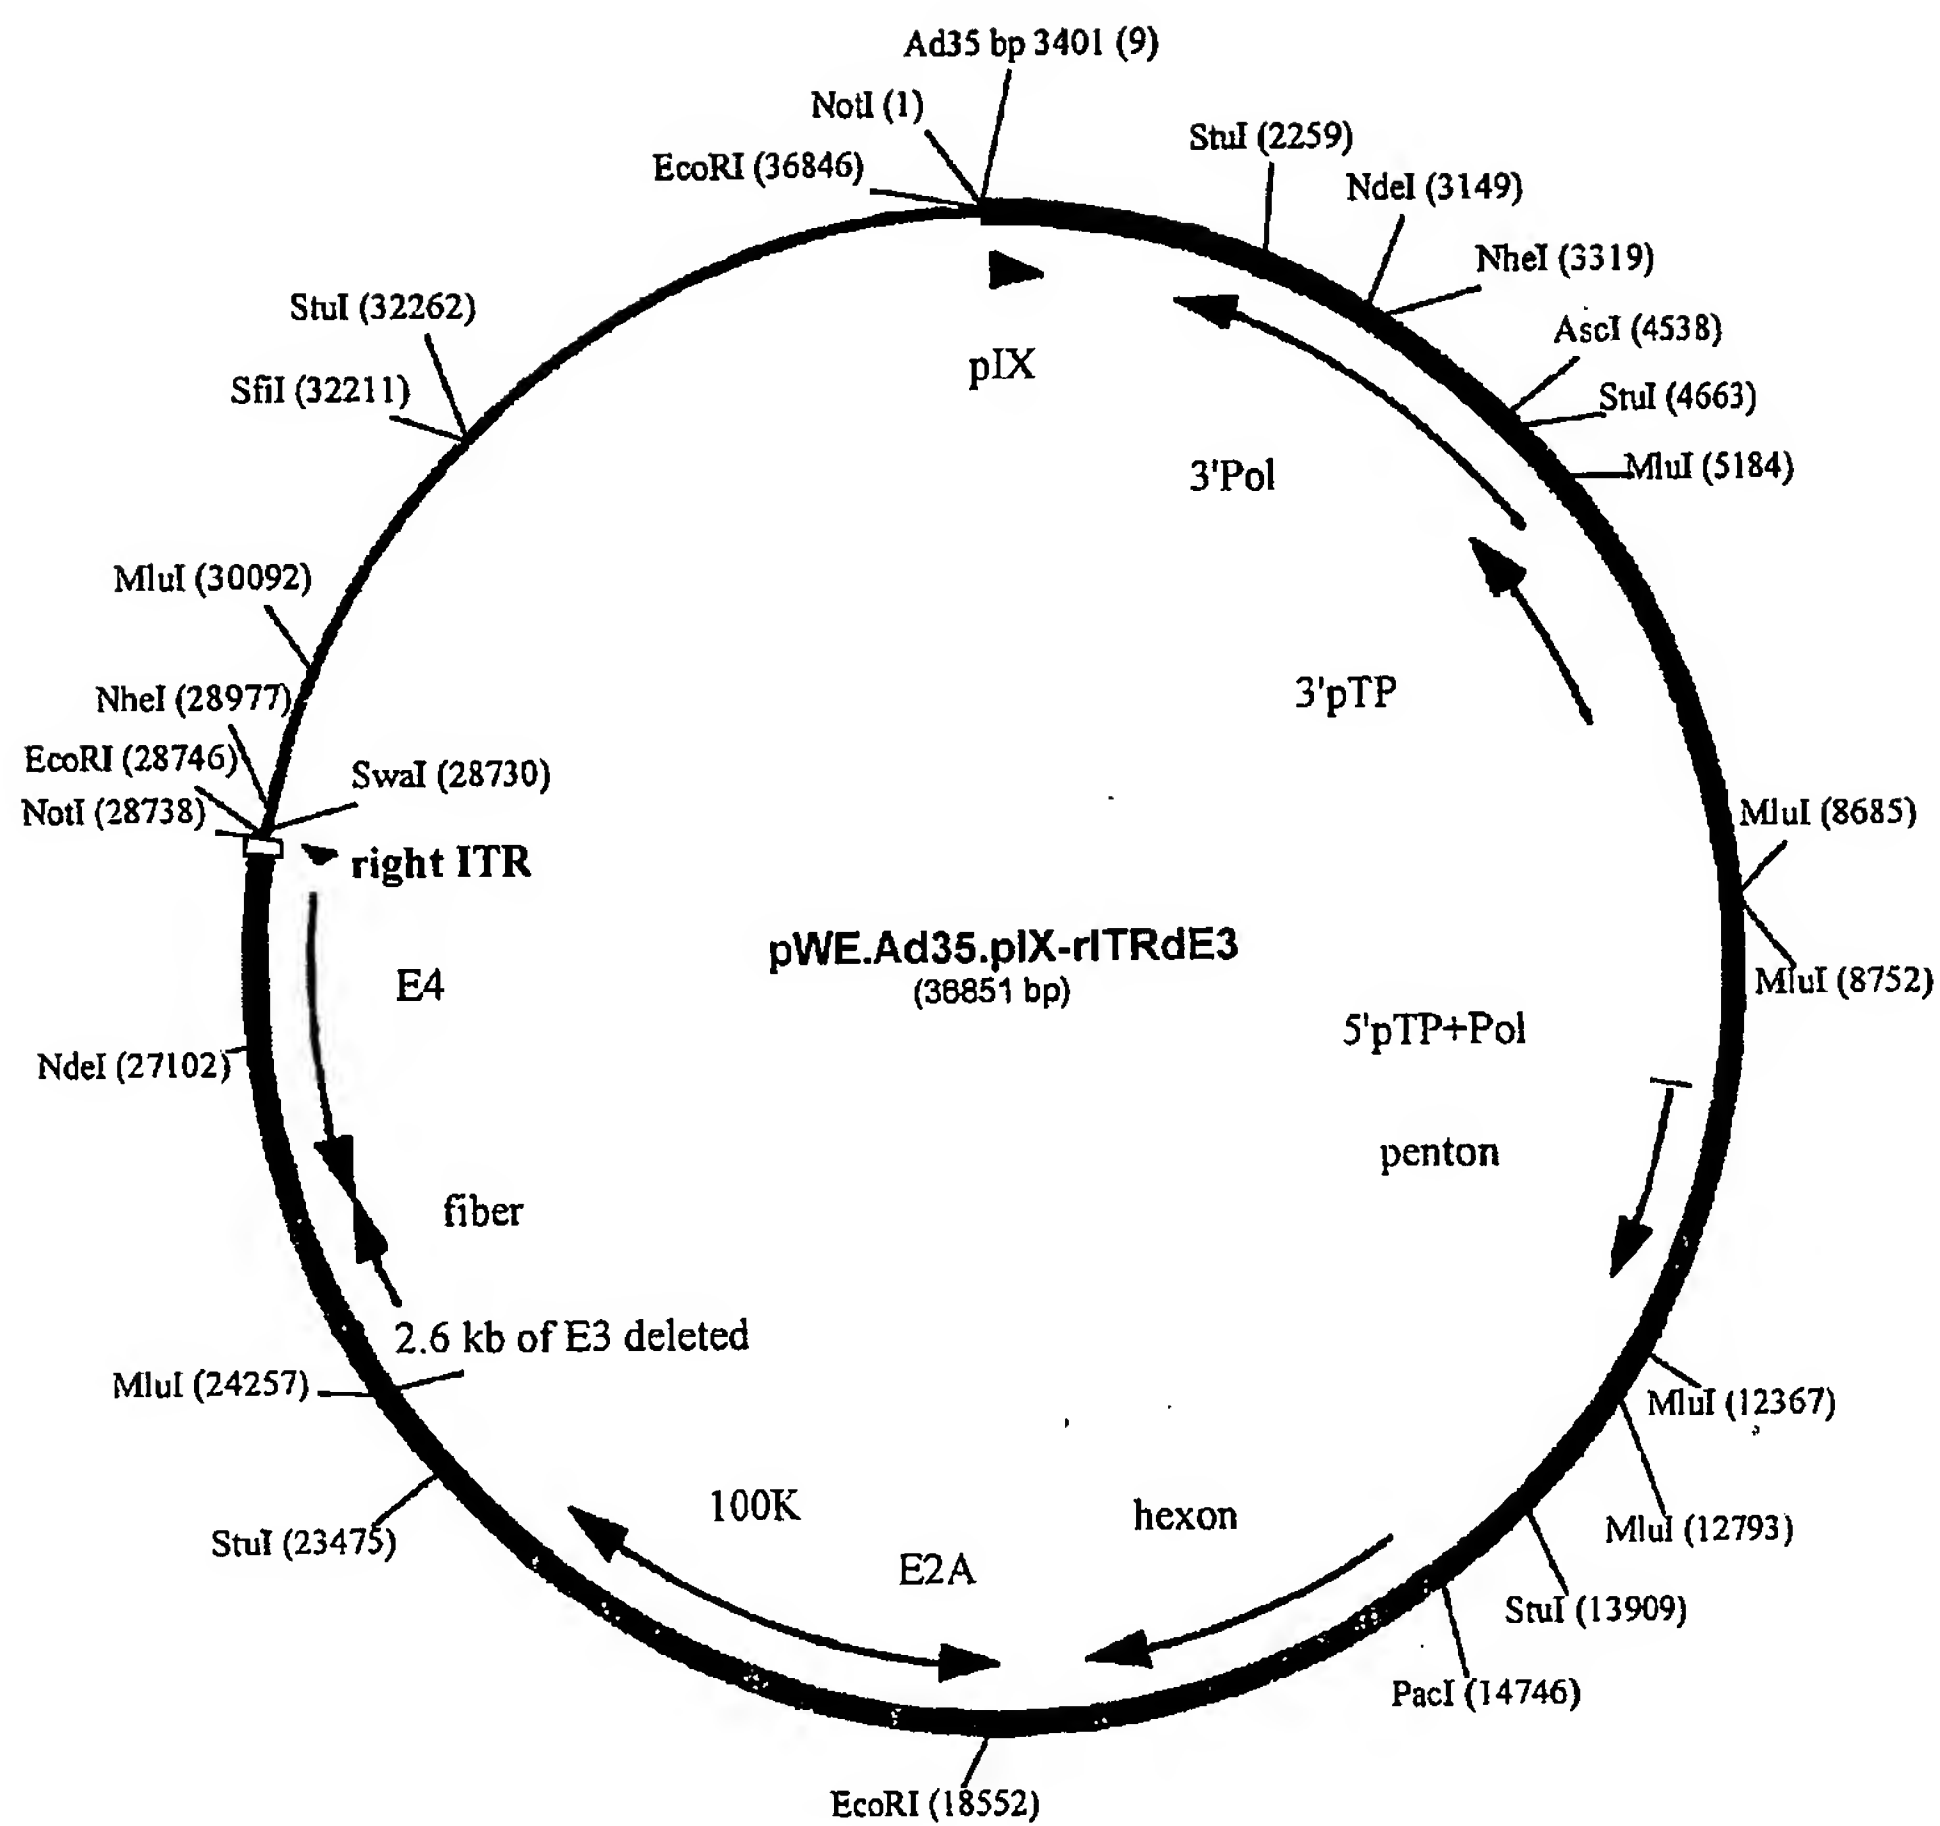 Ad35 bp 3401 (9)
NotI (1)
EcoRI (36846)
StuI (2259)
NdeI (3149)
NheI (3319)
AscI (4538)
StuI (4663)
MluI (5184)
StuI (32262)
SfiI (32211)
pIX
3'Pol
MluI (30092)
3'pTP
NheI (28977)
EcoRI (28746)
SwaI (28730)
NotI (28738)
MluI (8685)
right ITR
pWE.Ad35.pIX-rITRdE3
(36851 bp)
E4
MluI (8752)
5'pTP+Pol
NdeI (27102)
penton
fiber
2.6 kb of E3 deleted
MluI (24257)
MluI (12367)
100K
hexon
MluI (12793)
StuI (23475)
E2A
StuI (13909)
PacI (14746)
EcoRI (18552)